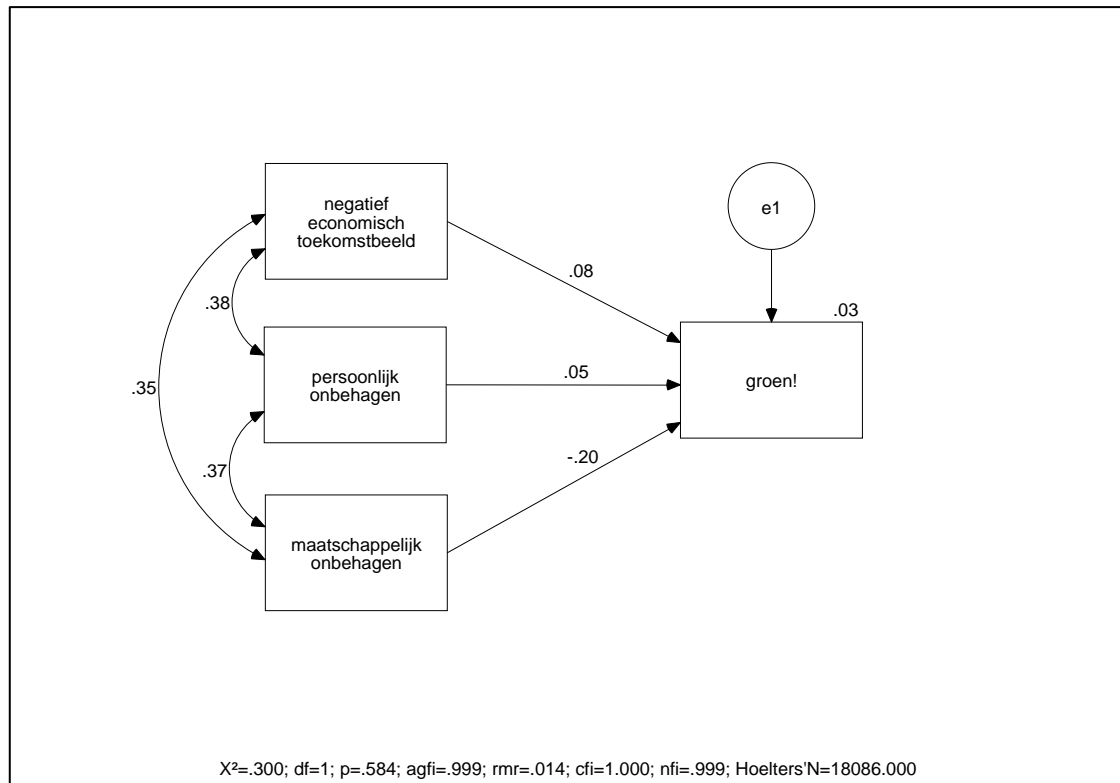 negatief
economisch
toekomstbeeld
e1
.08
.38
.03
persoonlijk
onbehagen
.05
groen!
.35
.37
-.20
maatschappelijk
onbehagen
X²=.300; df=1; p=.584; agfi=.999; rmr=.014; cfi=1.000; nfi=.999; Hoelters'N=18086.000